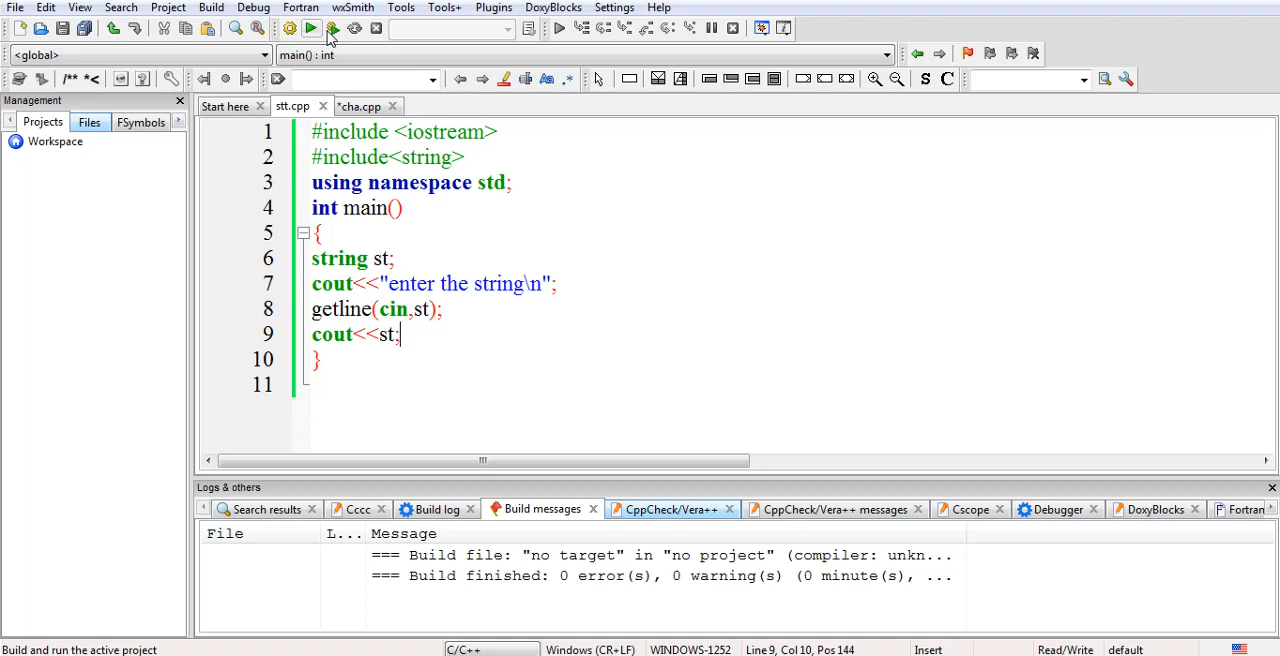 File Edit View Search Project Build Debug Fortran wxSmith Tools Tools+ Plugins DoxyBlocks Settings Help
<global> main() : int
/** *<
S C
Management
Projects Files FSymbols
Workspace
Start here stt.cpp *cha.cpp
1 #include <iostream>
2 #include<string>
3 using namespace std;
4 int main()
5 {
6 string st;
7 cout<<"enter the string\n";
8 getline(cin,st);
9 cout<<st;
10 }
11
Logs & others
Search results Cccc Build log Build messages CppCheck/Vera++ CppCheck/Vera++ messages Cscope Debugger DoxyBlocks Fortran
File L... Message
=== Build file: "no target" in "no project" (compiler: unkn...
=== Build finished: 0 error(s), 0 warning(s) (0 minute(s), ...
Build and run the active project C/C++ Windows (CR+LF) WINDOWS-1252 Line 9, Col 10, Pos 144 Insert Read/Write default